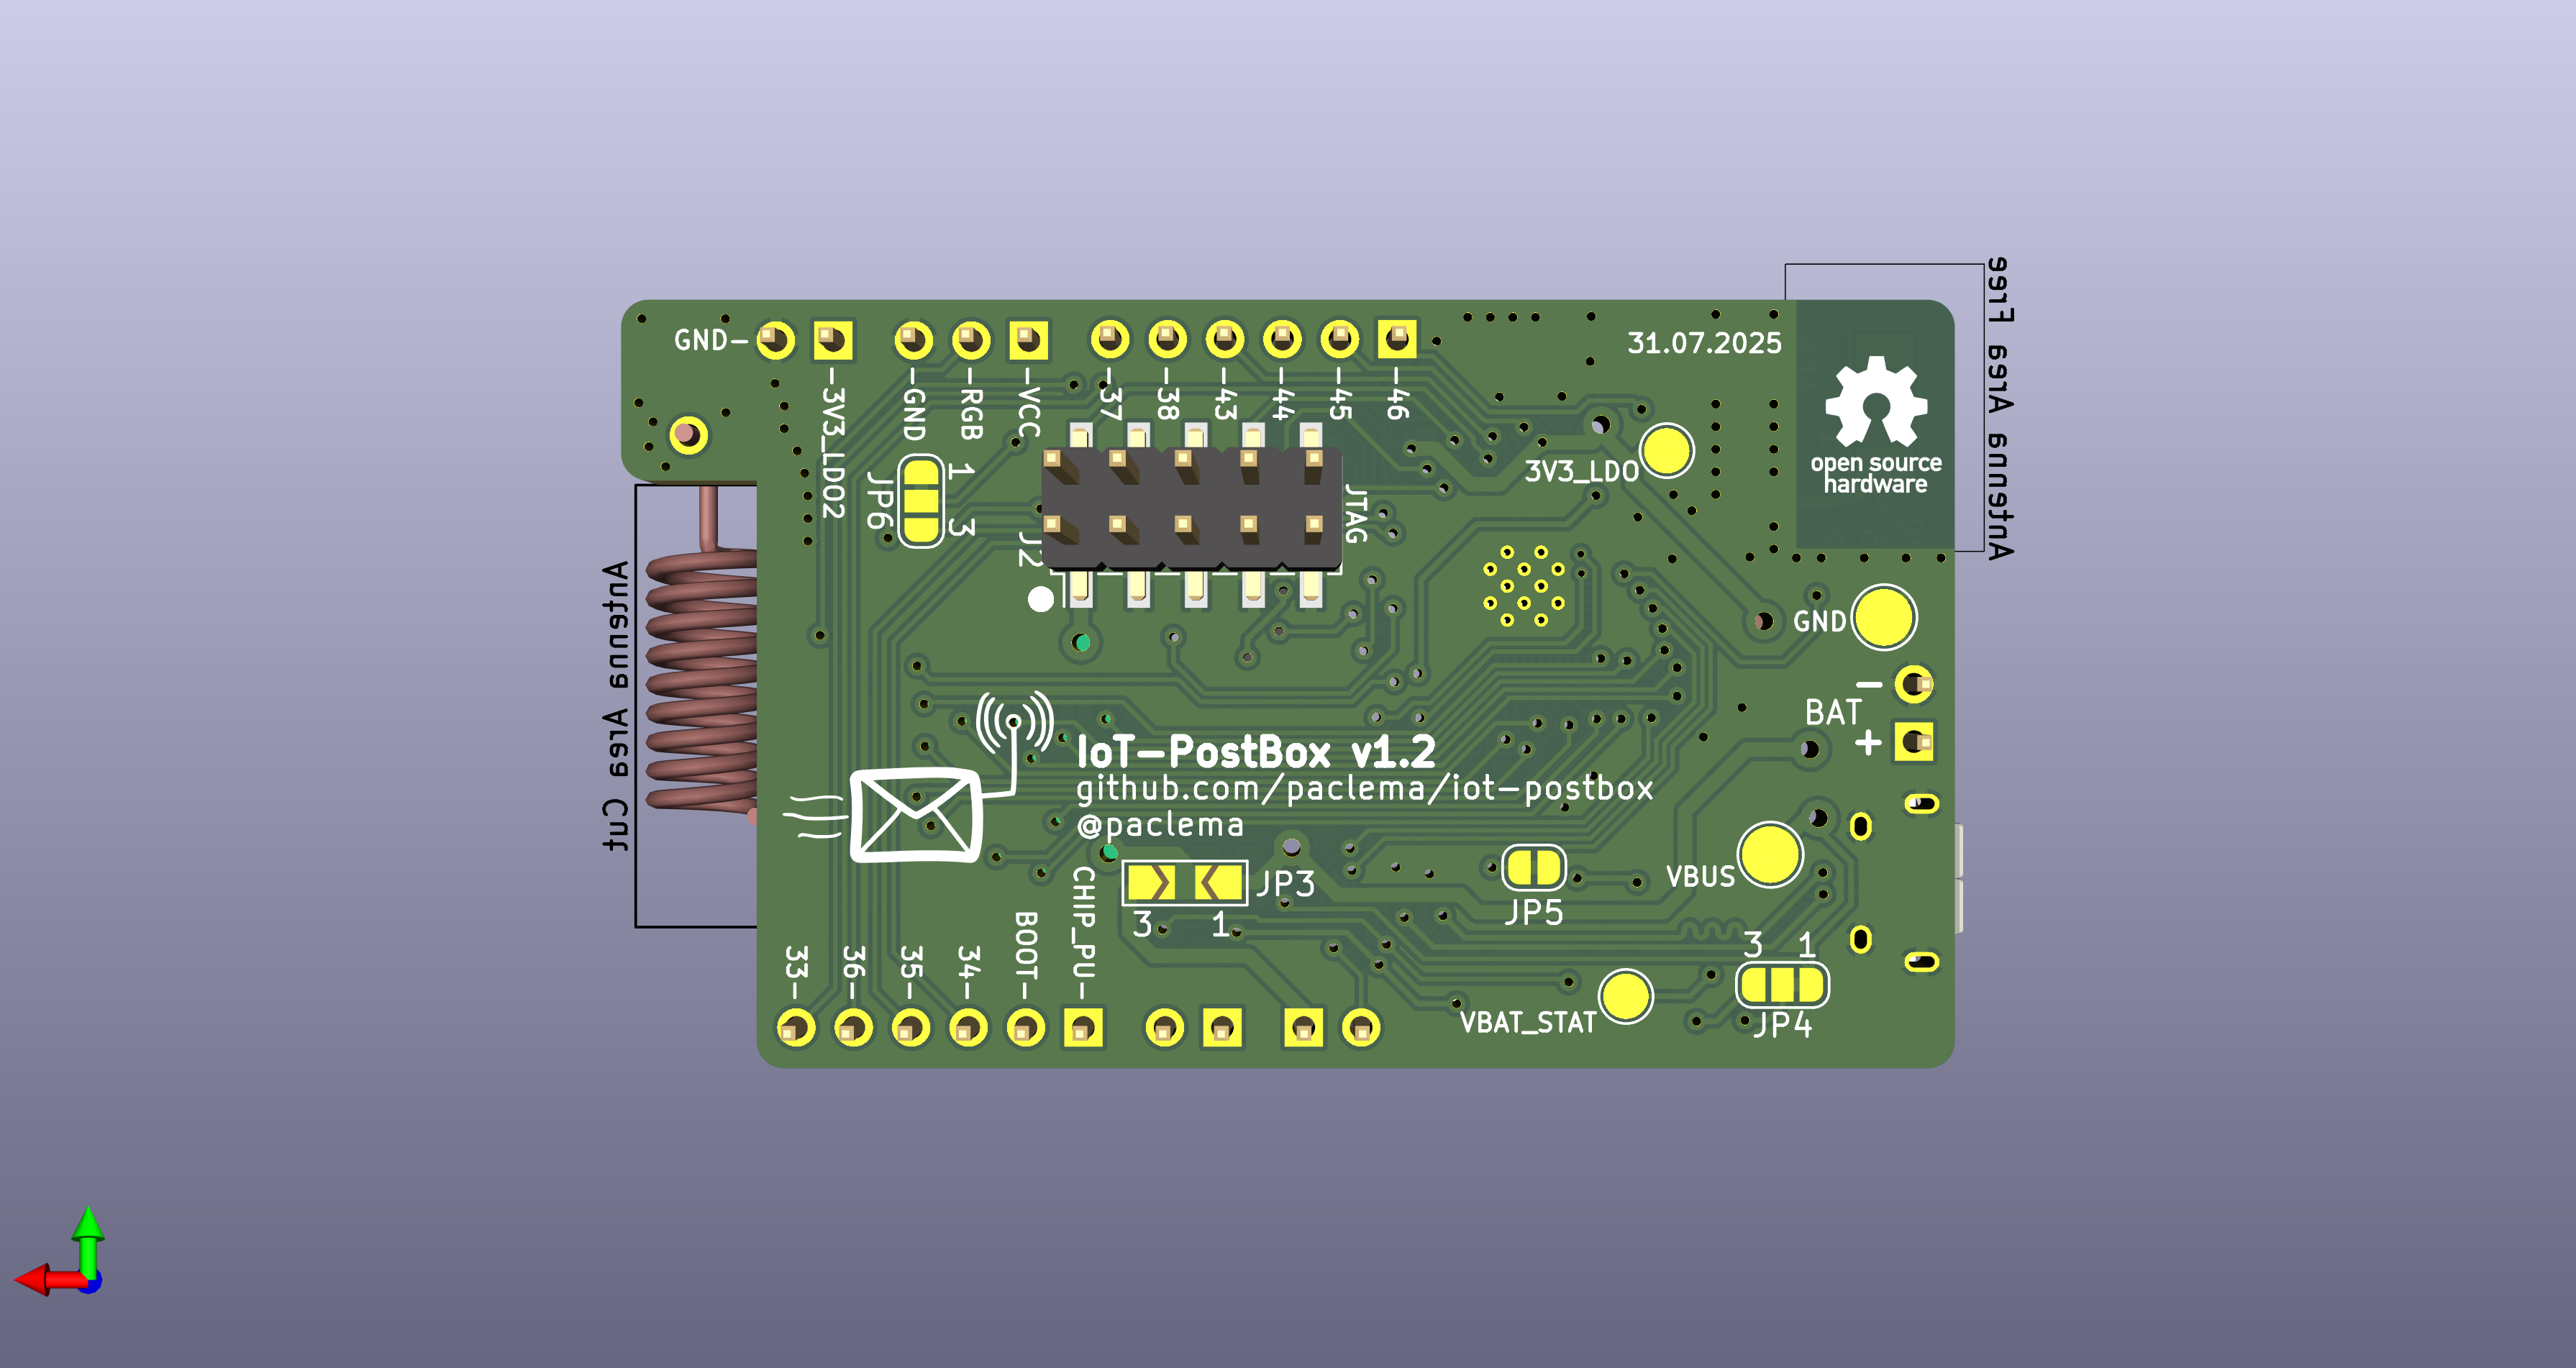 Antenna Area Free
GND-
31.07.2025
-3V3_LDO2
-GND
-RGB
-VCC
-37
-38
-43
-44
-45
-46
open source
hardware
3V3_LDO
JP6
1
3
J2
JTAG
Antenna Area Cut
GND
-
BAT
+
IoT-PostBox v1.2
github.com/paclema/iot-postbox
@paclema
JP3
3
1
JP5
VBUS
3
1
JP4
VBAT_STAT
33-
36-
35-
34-
BOOT-
CHIP_PU-